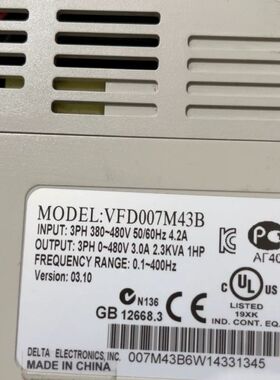 MODEL:VFD007M43B
INPUT: 3PH 380~480V 50/60Hz 4.2A
OUTPUT: 3PH 0~480V 3.0A 2.3KVA 1HP
FREQUENCY RANGE: 0.1~400Hz
Version: 03.10
N136
GB 12668.3
UL
LISTED
19XK
IND. CONT. EQ.
DELTA ELECTRONICS, INC.
MADE IN CHINA
007M43B6W14331345